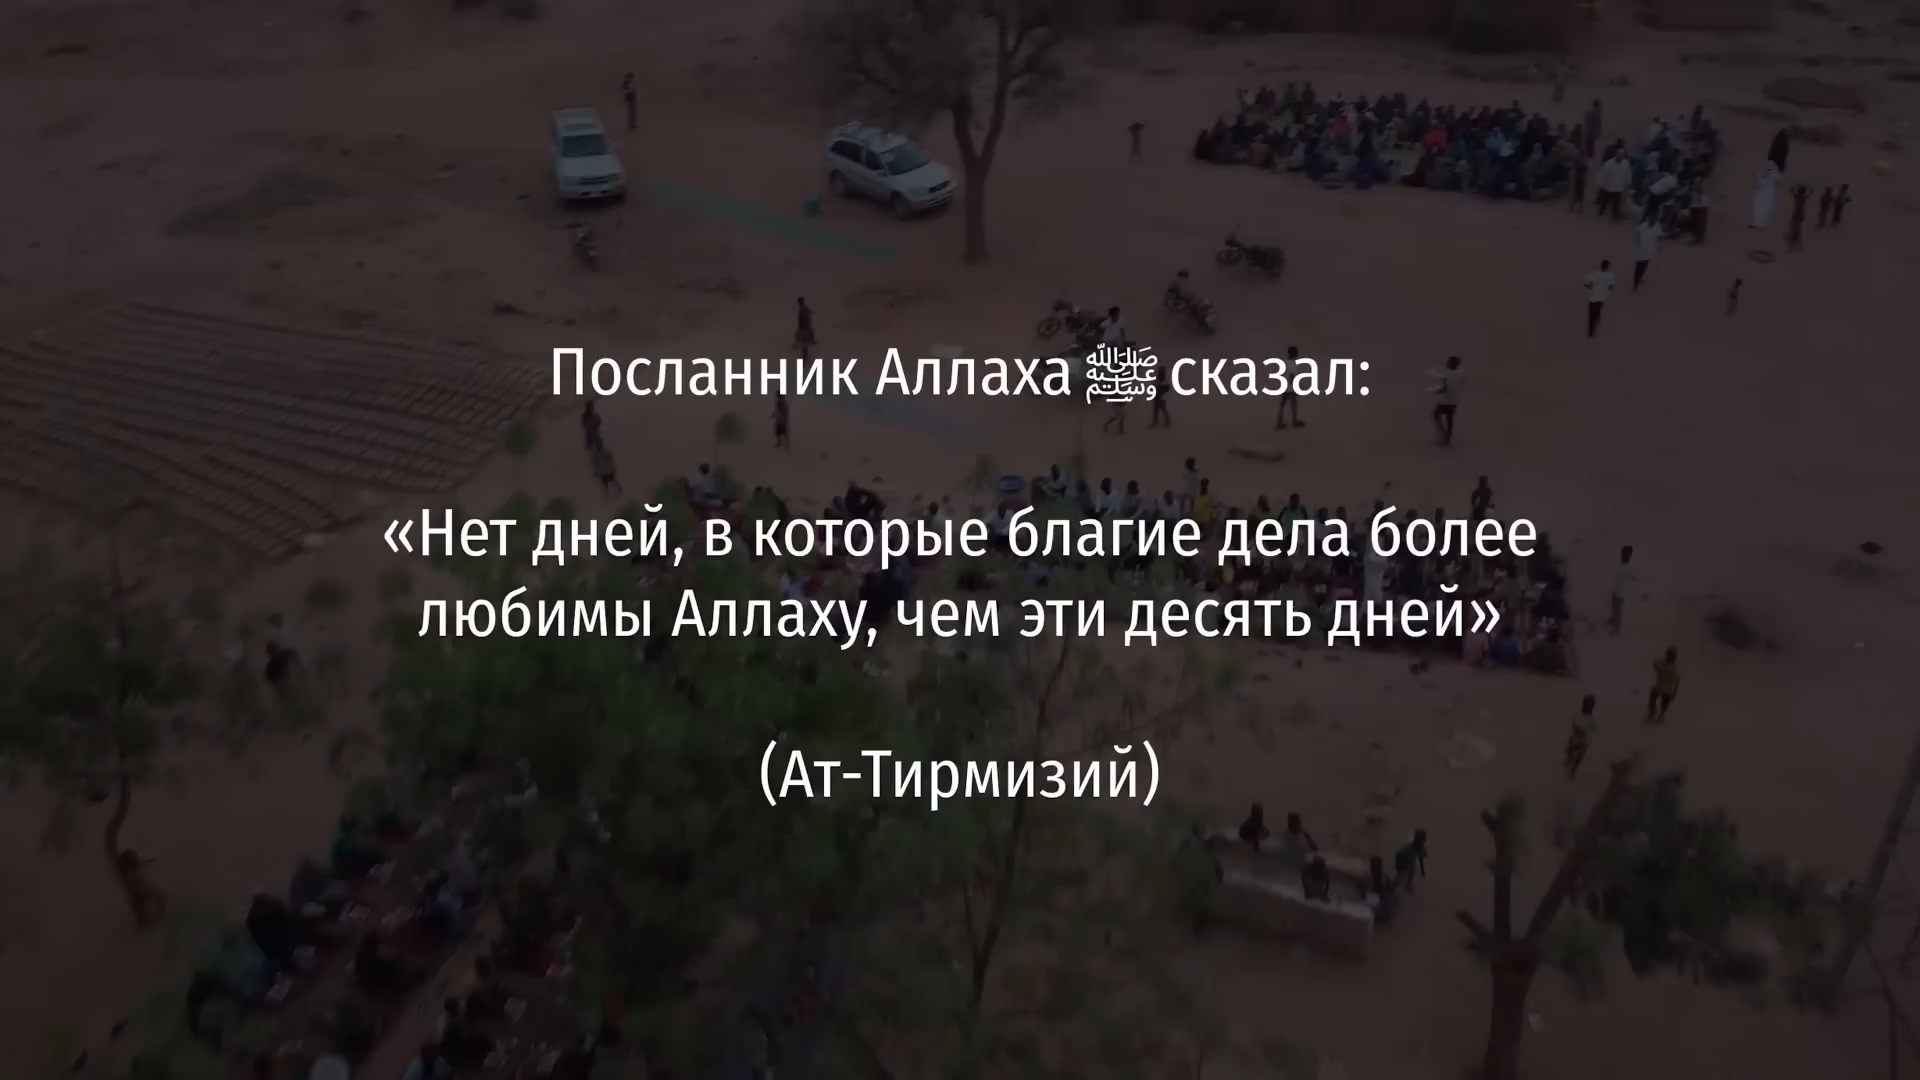 Посланник Аллаха ﷺ сказал:
«Нет дней, в которые благие дела более
любимы Аллаху, чем эти десять дней»
(Ат-Тирмизий)